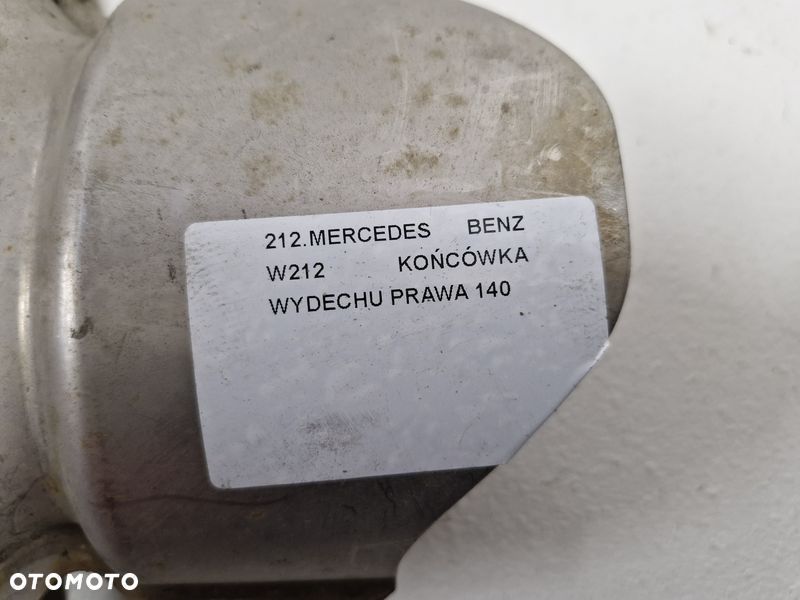 212.MERCEDES BENZ
W212 KOŃCÓWKA
WYDECHU PRAWA 140
OTOMOTO